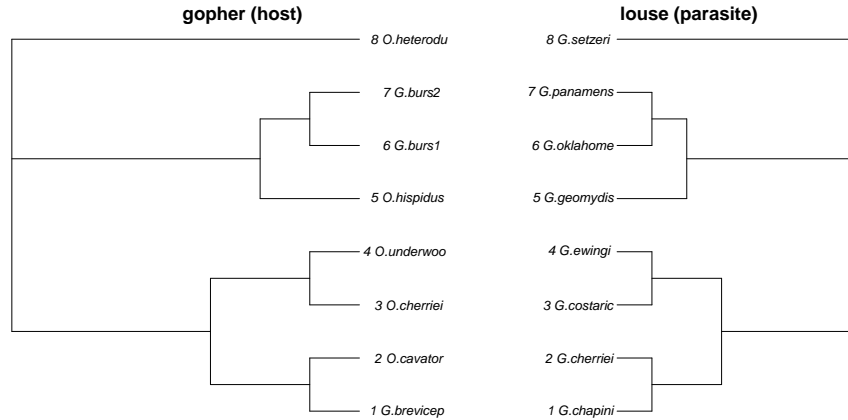 gopher (host) louse (parasite)
8 O.heterodu 8 G.setzeri
7 G.burs2 7 G.panamens
6 G.burs1 6 G.oklahome
5 O.hispidus 5 G.geomydis
4 O.underwoo 4 G.ewingi
3 O.cherriei 3 G.costaric
2 O.cavator 2 G.cherriei
1 G.brevicep 1 G.chapini